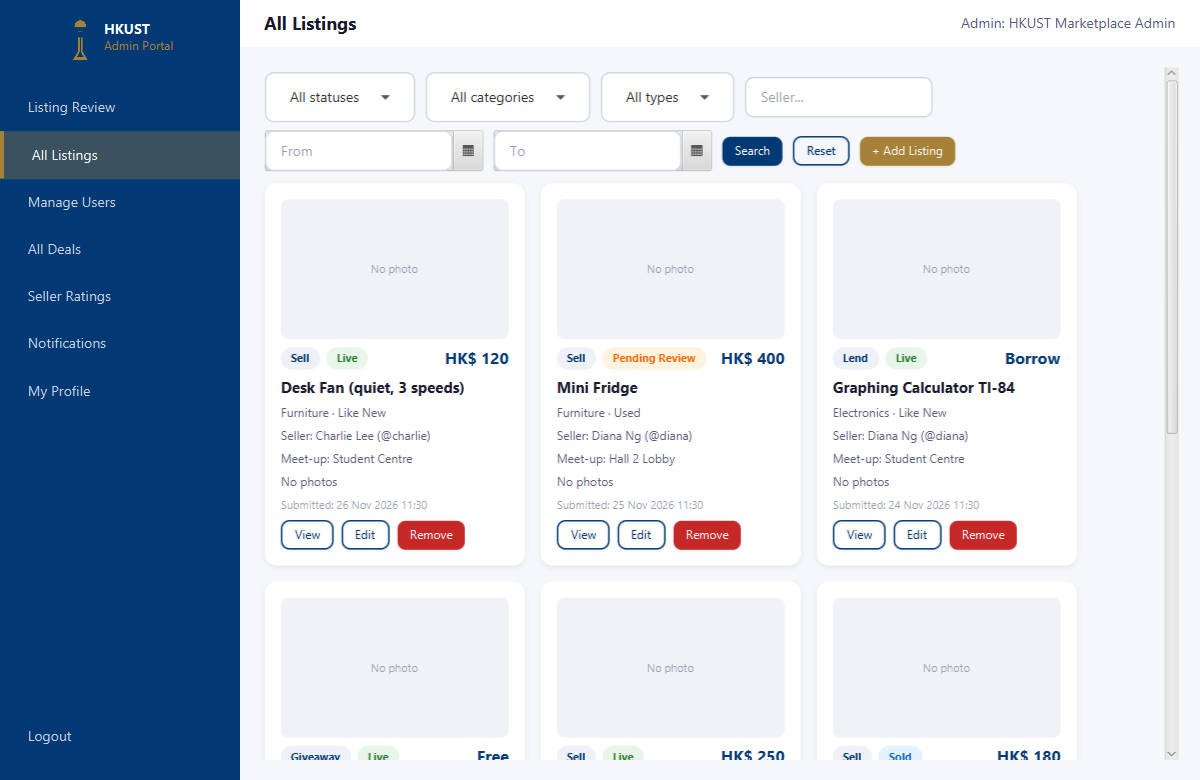 HKUST
Admin Portal
Listing Review
All Listings
Manage Users
All Deals
Seller Ratings
Notifications
My Profile
Logout
All Listings
Admin: HKUST Marketplace Admin
All statuses
All categories
All types
Seller...
From
To
Search
Reset
+ Add Listing
No photo
Sell Live HK$ 120
Desk Fan (quiet, 3 speeds)
Furniture · Like New
Seller: Charlie Lee (@charlie)
Meet-up: Student Centre
No photos
Submitted: 26 Nov 2026 11:30
View Edit Remove
No photo
Sell Pending Review HK$ 400
Mini Fridge
Furniture · Used
Seller: Diana Ng (@diana)
Meet-up: Hall 2 Lobby
No photos
Submitted: 25 Nov 2026 11:30
View Edit Remove
No photo
Lend Live Borrow
Graphing Calculator TI-84
Electronics · Like New
Seller: Diana Ng (@diana)
Meet-up: Student Centre
No photos
Submitted: 24 Nov 2026 11:30
View Edit Remove
No photo
Giveaway Live Free
No photo
Sell Live HK$ 250
No photo
Sell Sold HK$ 180